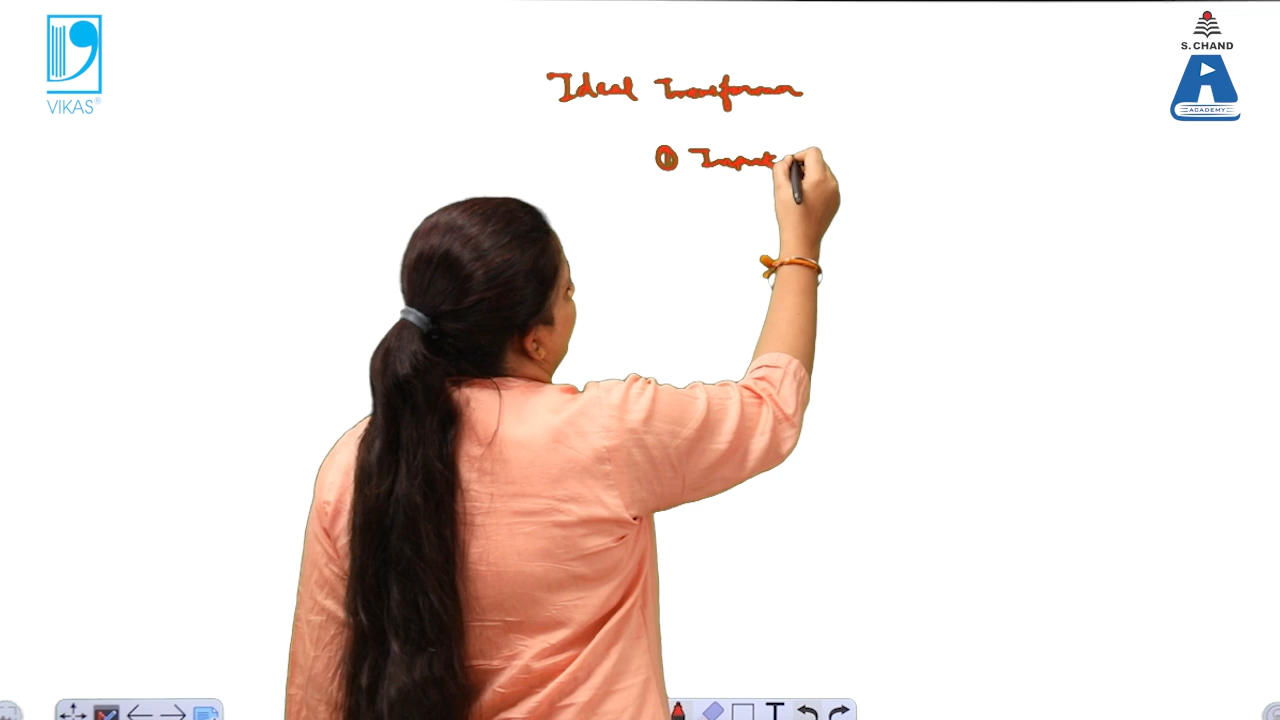 VIKAS®
S. CHAND
ACADEMY
Ideal Transformer
① Input
T